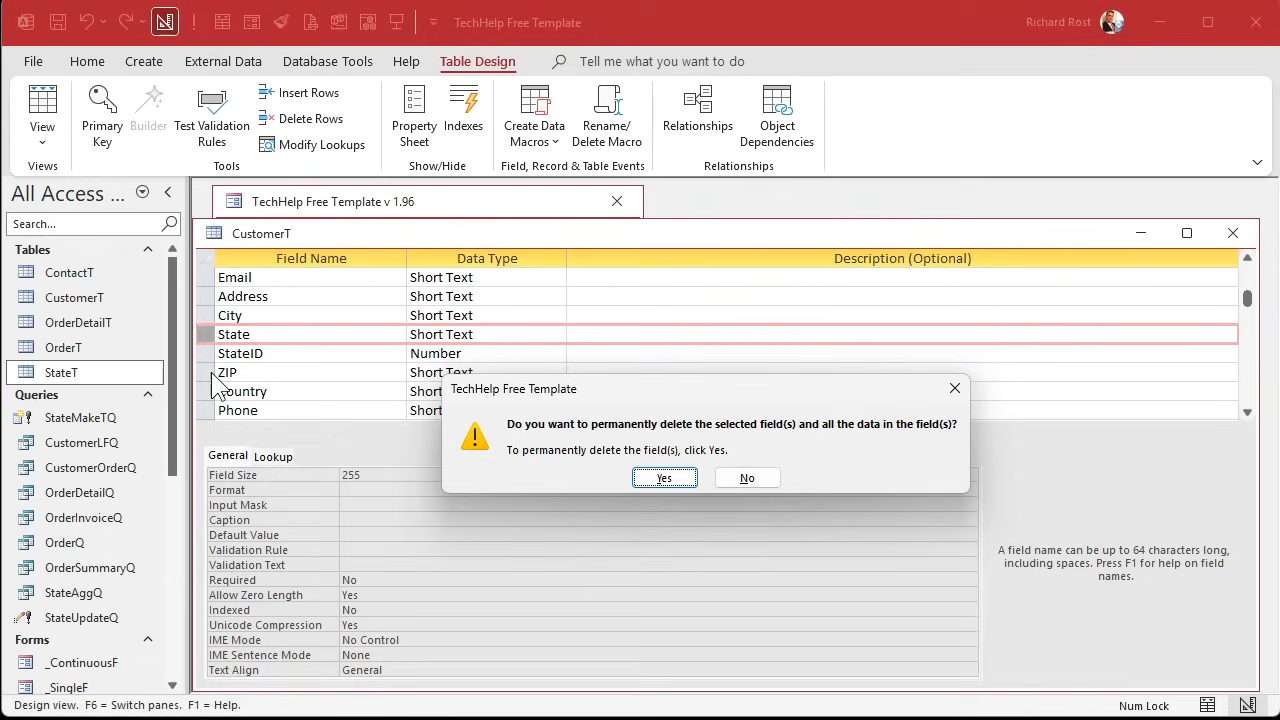 TechHelp Free Template
Richard Rost
File Home Create External Data Database Tools Help Table Design Tell me what you want to do
View
Primary Key
Builder
Test Validation Rules
Insert Rows
Delete Rows
Modify Lookups
Property Sheet
Indexes
Create Data Macros
Rename/ Delete Macro
Relationships
Object Dependencies
Views Tools Show/Hide Field, Record & Table Events Relationships
All Access ...
Search...
Tables
ContactT
CustomerT
OrderDetailT
OrderT
StateT
Queries
StateMakeTQ
CustomerLFQ
CustomerOrderQ
OrderDetailQ
OrderInvoiceQ
OrderQ
OrderSummaryQ
StateAggQ
StateUpdateQ
Forms
_ContinuousF
_SingleF
TechHelp Free Template v 1.96
CustomerT
Field Name Data Type Description (Optional)
Email Short Text
Address Short Text
City Short Text
State Short Text
StateID Number
ZIP Short Text
Country Short
Phone Short
TechHelp Free Template
Do you want to permanently delete the selected field(s) and all the data in the field(s)?
To permanently delete the field(s), click Yes.
Yes No
General Lookup
Field Size 255
Format
Input Mask
Caption
Default Value
Validation Rule
Validation Text
Required No
Allow Zero Length Yes
Indexed No
Unicode Compression Yes
IME Mode No Control
IME Sentence Mode None
Text Align General
A field name can be up to 64 characters long,
including spaces. Press F1 for help on field
names.
Design view. F6 = Switch panes. F1 = Help.
Num Lock